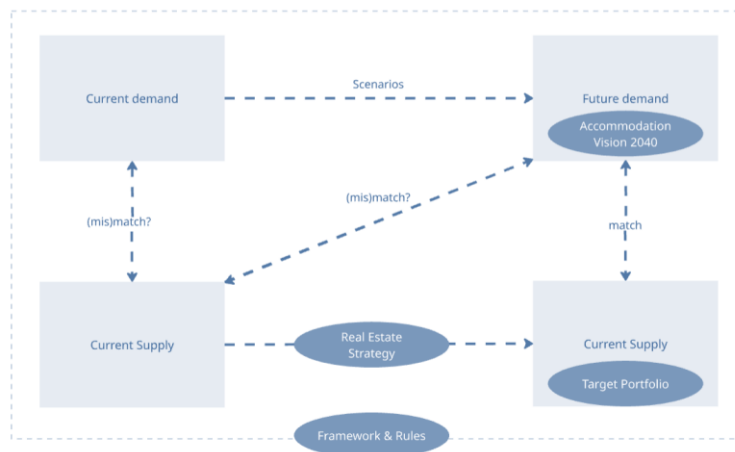 Current demand
Scenarios
Future demand
Accommodation
Vision 2040
(mis)match?
(mis)match?
match
Current Supply
Real Estate
Strategy
Current Supply
Target Portfolio
Framework & Rules